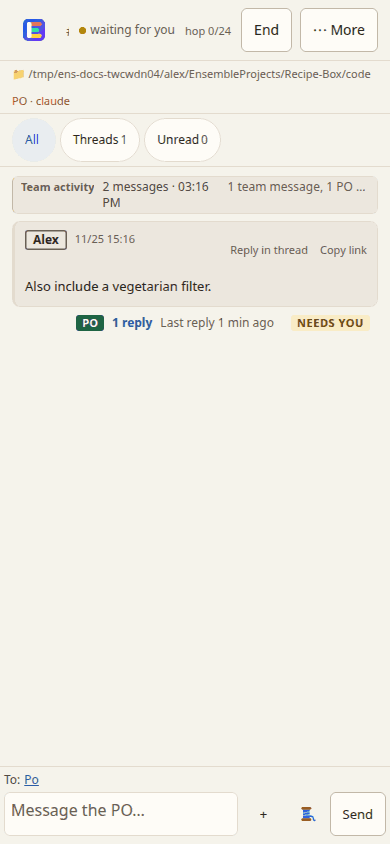 waiting for you hop 0/24 End ··· More
/tmp/ens-docs-twcwdn04/alex/EnsembleProjects/Recipe-Box/code
PO · claude
All Threads 1 Unread 0
Team activity 2 messages · 03:16 PM 1 team message, 1 PO ...
Alex 11/25 15:16
Reply in thread Copy link
Also include a vegetarian filter.
PO 1 reply Last reply 1 min ago NEEDS YOU
To: Po
Message the PO... + Send